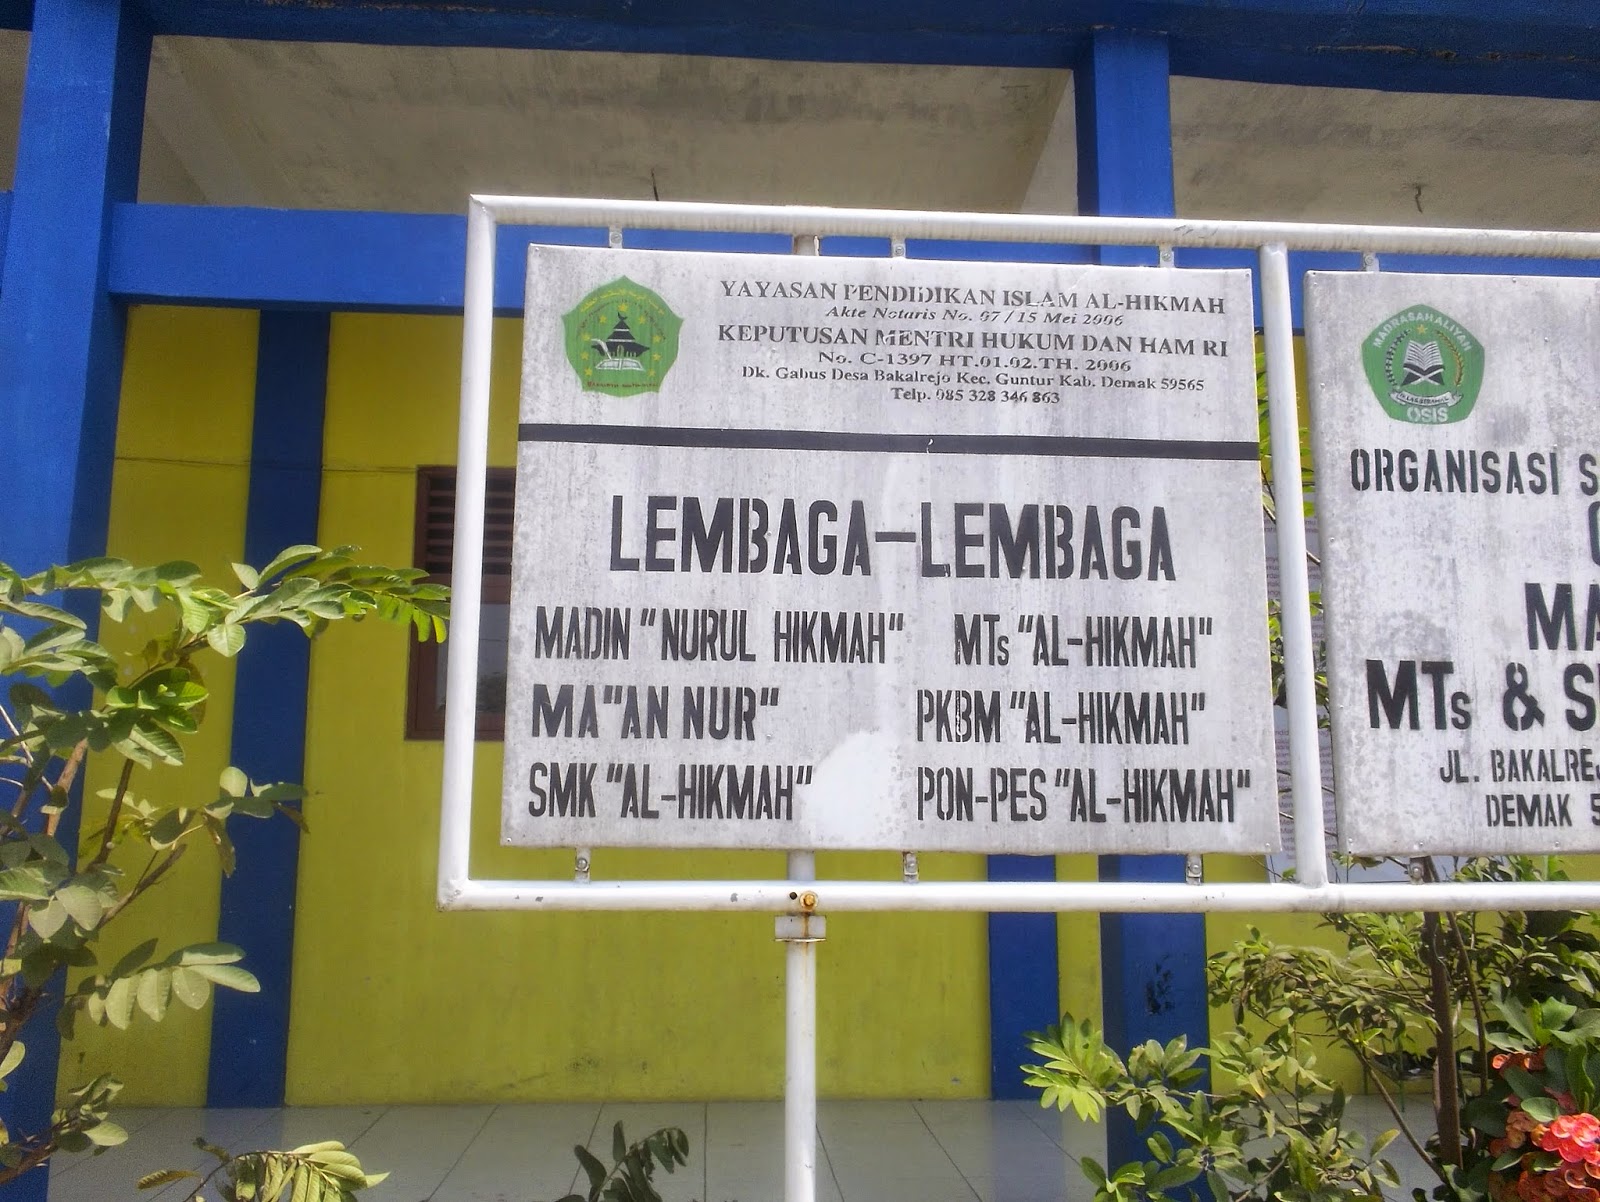 YAYASAN PENDIDIKAN ISLAM AL-HIKMAH
Akte Notaris No. 07 / 15 Mei 2006
KEPUTUSAN MENTRI HUKUM DAN HAM RI
No. C-1397 HT.01.02.TH. 2006
Dk. Gabus Desa Bakalrejo Kec. Guntur Kab. Demak 59565
Telp. 085 328 346 863
LEMBAGA-LEMBAGA
MADIN "NURUL HIKMAH" MTs "AL-HIKMAH"
MA "AN NUR" PKBM "AL-HIKMAH"
SMK "AL-HIKMAH" PON-PES "AL-HIKMAH"
MADRASAH ALIYAH
OSIS
ORGANISASI S
MA
MTs & S
JL. BAKALREJ
DEMAK 5